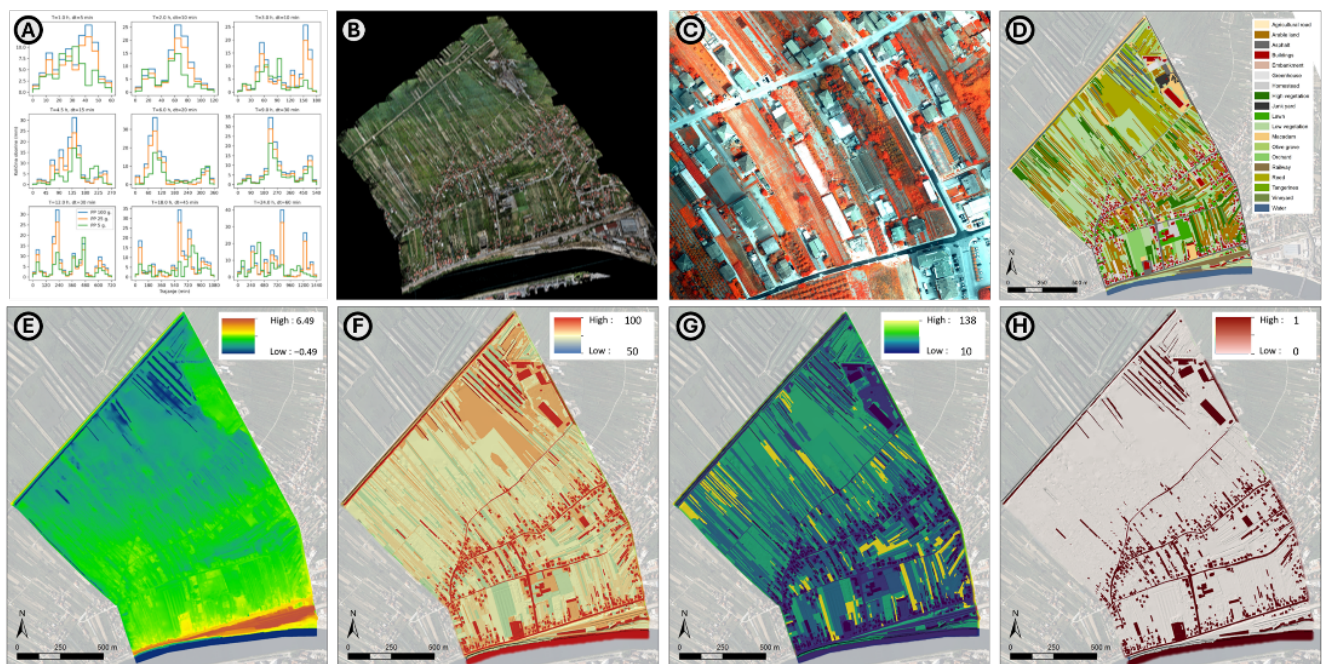 A
T=1.0 h, dt=5 min
T=2.0 h, dt=10 min
T=3.0 h, dt=10 min
T=4.5 h, dt=15 min
T=6.0 h, dt=20 min
T=9.0 h, dt=30 min
T=12.0 h, dt=30 min
T=18.0 h, dt=45 min
T=24.0 h, dt=60 min
PP 100 g.
PP 25 g.
PP 5 g.
Trajanje (min)
B
C
D
Agricultural road
Arable land
Asphalt
Buildings
Embankment
Greenhouse
Homestead
High vegetation
Junk yard
Lawn
Low vegetation
Macadam
Olive grove
Orchard
Railway
Reed
Tangerines
Vineyard
Water
N
0 250 500 m
E
High : 6.49
Low : −0.49
N
0 250 500 m
F
High : 100
Low : 50
N
0 250 500 m
G
High : 138
Low : 10
N
0 250 500 m
H
High : 1
Low : 0
N
0 250 500 m